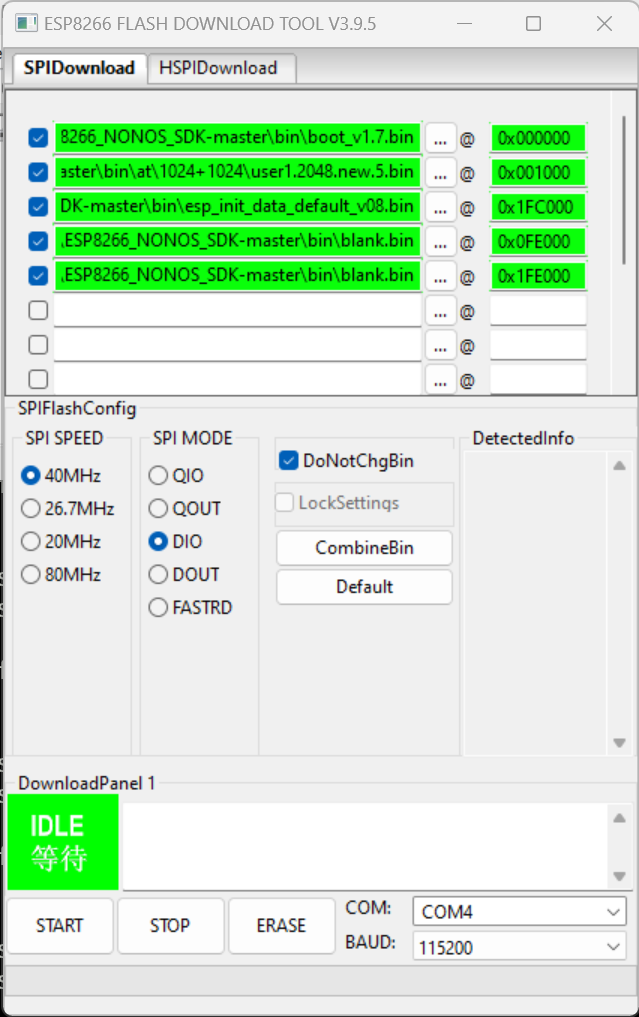 ESP8266 FLASH DOWNLOAD TOOL V3.9.5
SPIDownload HSPIDownload
8266_NONOS_SDK-master\bin\boot_v1.7.bin ... @ 0x000000
aster\bin\at\1024+1024\user1.2048.new.5.bin ... @ 0x001000
DK-master\bin\esp_init_data_default_v08.bin ... @ 0x1FC000
ESP8266_NONOS_SDK-master\bin\blank.bin ... @ 0x0FE000
ESP8266_NONOS_SDK-master\bin\blank.bin ... @ 0x1FE000
... @
... @
... @
SPIFlashConfig
SPI SPEED
40MHz
26.7MHz
20MHz
80MHz
SPI MODE
QIO
QOUT
DIO
DOUT
FASTRD
DoNotChgBin
LockSettings
CombineBin
Default
DetectedInfo
DownloadPanel 1
IDLE
等待
START STOP ERASE
COM: COM4
BAUD: 115200